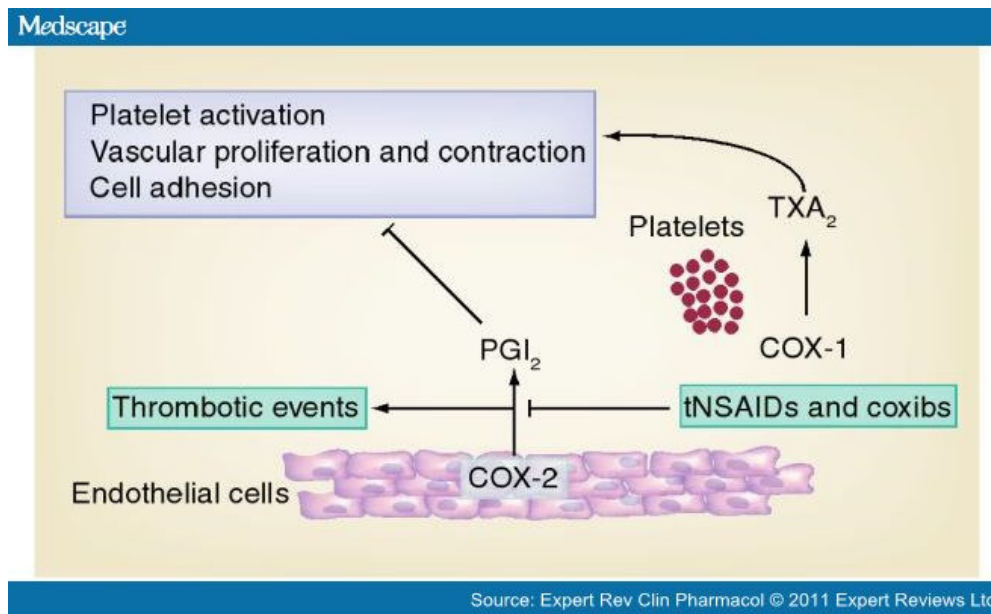 Medscape
Platelet activation
Vascular proliferation and contraction
Cell adhesion
TXA₂
Platelets
COX-1
PGI₂
Thrombotic events
tNSAIDs and coxibs
COX-2
Endothelial cells
Source: Expert Rev Clin Pharmacol © 2011 Expert Reviews Ltd